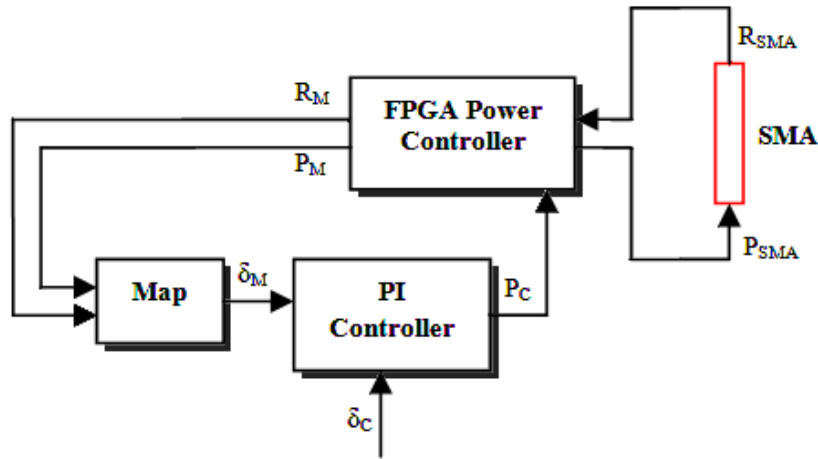 R_SMA
R_M
FPGA Power
Controller
SMA
P_M
P_SMA
δ_M
Map
PI
Controller
P_C
δ_C